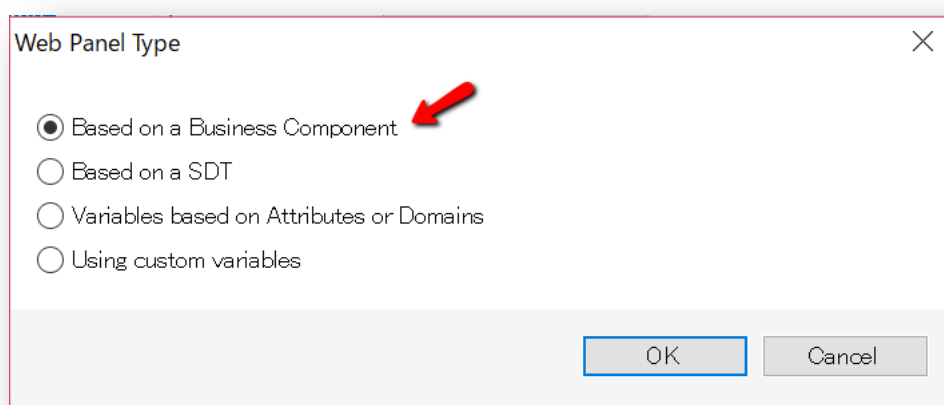 Web Panel Type
Based on a Business Component
Based on a SDT
Variables based on Attributes or Domains
Using custom variables
OK
Cancel